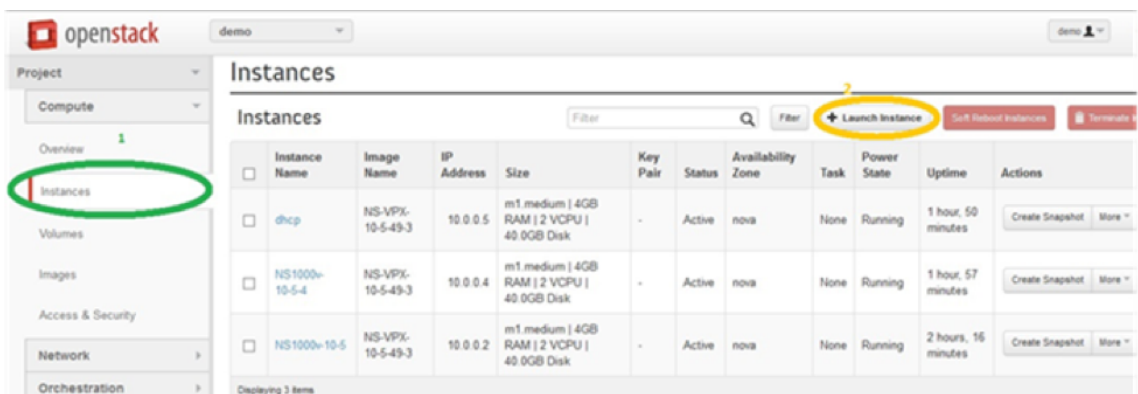 openstack
demo
demo
Project
Instances
Compute
2
Instances
Filter
Filter
+ Launch Instance
Soft Reboot Instances
Terminate I
1
Overview
Instances
Volumes
Images
Access & Security
Network
Orchestration
Instance Name Image Name IP Address Size Key Pair Status Availability Zone Task Power State Uptime Actions
dhcp NS-VPX-10-5-49-3 10.0.0.5 m1.medium | 4GB RAM | 2 VCPU | 40.0GB Disk - Active nova None Running 1 hour, 50 minutes Create Snapshot More
NS1000v-10-5-4 NS-VPX-10-5-49-3 10.0.0.4 m1.medium | 4GB RAM | 2 VCPU | 40.0GB Disk - Active nova None Running 1 hour, 57 minutes Create Snapshot More
NS1000v-10-5 NS-VPX-10-5-49-3 10.0.0.2 m1.medium | 4GB RAM | 2 VCPU | 40.0GB Disk - Active nova None Running 2 hours, 16 minutes Create Snapshot More
Displaying 3 items